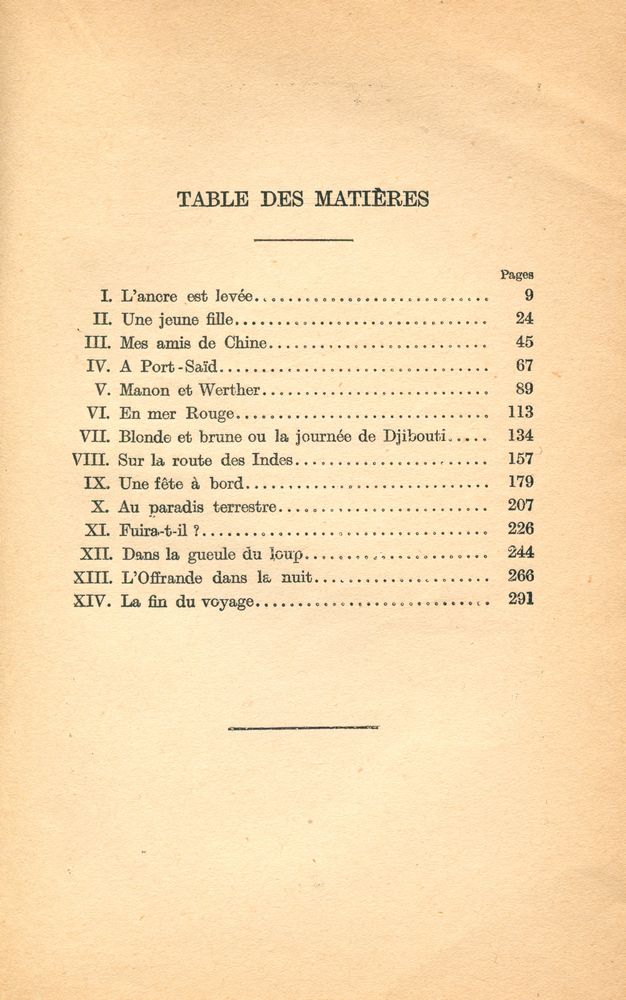 TABLE DES MATIÈRES
Pages
I. L'ancre est levée 9
II. Une jeune fille 24
III. Mes amis de Chine 45
IV. A Port-Saïd 67
V. Manon et Werther 89
VI. En mer Rouge 113
VII. Blonde et brune ou la journée de Djibouti 134
VIII. Sur la route des Indes 157
IX. Une fête à bord 179
X. Au paradis terrestre 207
XI. Fuira-t-il ? 226
XII. Dans la gueule du loup 244
XIII. L'Offrande dans la nuit 266
XIV. La fin du voyage 291